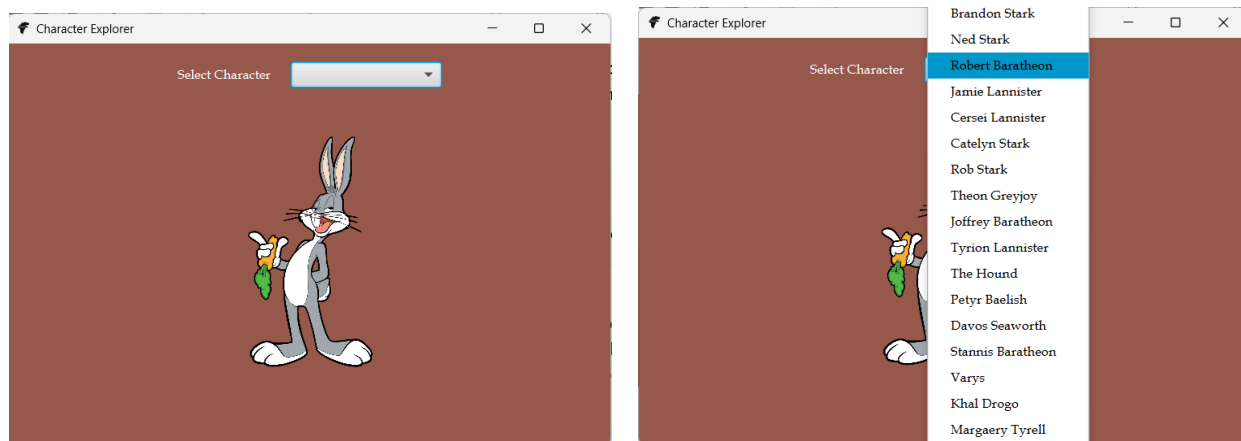 Character Explorer
Select Character
Character Explorer
Select Character
Brandon Stark
Ned Stark
Robert Baratheon
Jamie Lannister
Cersei Lannister
Catelyn Stark
Rob Stark
Theon Greyjoy
Joffrey Baratheon
Tyrion Lannister
The Hound
Petyr Baelish
Davos Seaworth
Stannis Baratheon
Varys
Khal Drogo
Margaery Tyrell